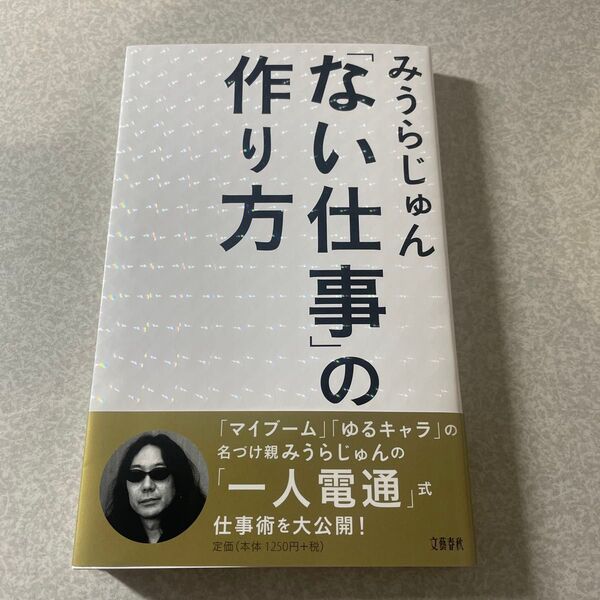 みうらじゅん
「ない仕事」の
作り方
「マイブーム」「ゆるキャラ」の
名づけ親みうらじゅんの
「一人電通」式
仕事術を大公開!
定価(本体1250円+税)
文藝春秋